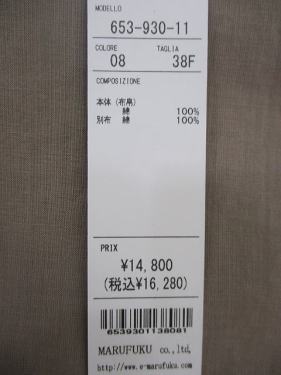 MODELLO
653-930-11
COLORE TAGLIA
08 38F
COMPOSIZIONE
本体（布帛）
綿 100%
別布 綿 100%
PRIX
¥14,800
(税込¥16,280)
6539301138081
MARUFUKU co.,ltd,
http://www.e-marufuku.com/